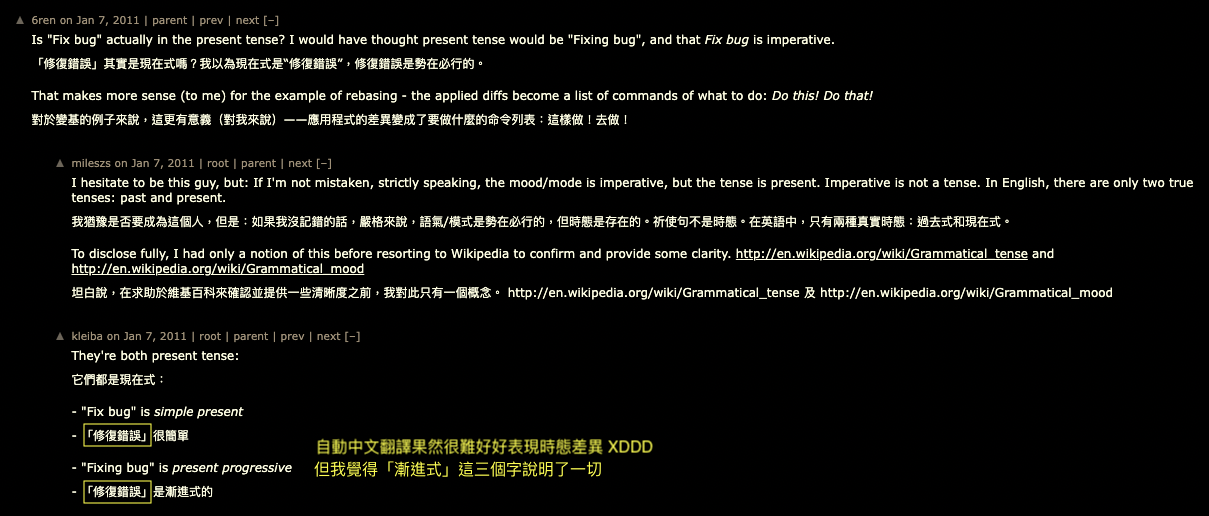 ▲ 6ren on Jan 7, 2011 | parent | prev | next [–]
Is "Fix bug" actually in the present tense? I would have thought present tense would be "Fixing bug", and that Fix bug is imperative.
「修復錯誤」其實是現在式嗎？我以為現在式是“修復錯誤”，修復錯誤是勢在必行的。
That makes more sense (to me) for the example of rebasing - the applied diffs become a list of commands of what to do: Do this! Do that!
對於變基的例子來說，這更有意義（對我來說）——應用程式的差異變成了要做什麼的命令列表：這樣做！去做！
▲ mileszs on Jan 7, 2011 | root | parent | next [–]
I hesitate to be this guy, but: If I'm not mistaken, strictly speaking, the mood/mode is imperative, but the tense is present. Imperative is not a tense. In English, there are only two true
tenses: past and present.
我猶豫是否要成為這個人，但是：如果我沒記錯的話，嚴格來說，語氣/模式是勢在必行的，但時態是存在的。祈使句不是時態。在英語中，只有兩種真實時態：過去式和現在式。
To disclose fully, I had only a notion of this before resorting to Wikipedia to confirm and provide some clarity. http://en.wikipedia.org/wiki/Grammatical_tense and
http://en.wikipedia.org/wiki/Grammatical_mood
坦白說，在求助於維基百科來確認並提供一些清晰度之前，我對此只有一個概念。 http://en.wikipedia.org/wiki/Grammatical_tense 及 http://en.wikipedia.org/wiki/Grammatical_mood
▲ kleiba on Jan 7, 2011 | root | parent | prev | next [–]
They're both present tense:
它們都是現在式：
- "Fix bug" is simple present
- 「修復錯誤」很簡單
自動中文翻譯果然很難好好表現時態差異 XDDD
- "Fixing bug" is present progressive
但我覺得「漸進式」這三個字說明了一切
- 「修復錯誤」是漸進式的